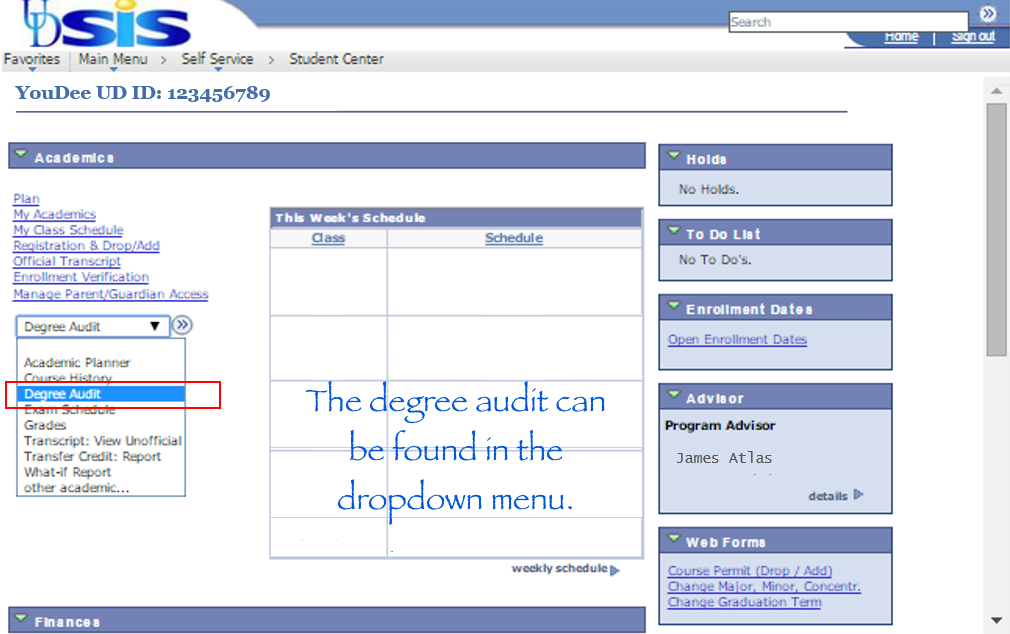 UDSIS
Search
Home | Sign out
Favorites Main Menu > Self Service > Student Center
YouDee UD ID: 123456789
Academics
Plan
My Academics
My Class Schedule
Registration & Drop/Add
Official Transcript
Enrollment Verification
Manage Parent/Guardian Access
Degree Audit
Academic Planner
Course History
Degree Audit
Exam Schedule
Grades
Transcript: View Unofficial
Transfer Credit: Report
What-if Report
other academic...
This Week's Schedule
Class Schedule
The degree audit can
be found in the
dropdown menu.
weekly schedule
Holds
No Holds.
To Do List
No To Do's.
Enrollment Dates
Open Enrollment Dates
Advisor
Program Advisor
James Atlas
details
Web Forms
Course Permit (Drop / Add)
Change Major, Minor, Concentr.
Change Graduation Term
Finances